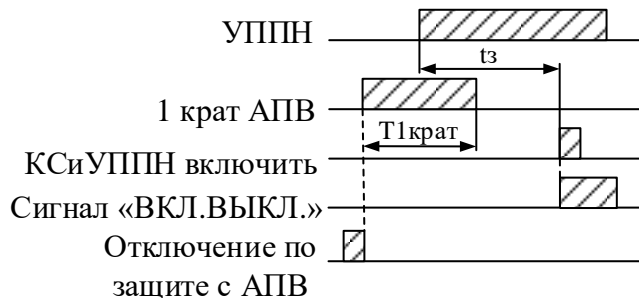 УППН
tз
1 крат АПВ
Т1крат
КСиУППН включить
Сигнал «ВКЛ.ВЫКЛ.»
Отключение по
защите с АПВ